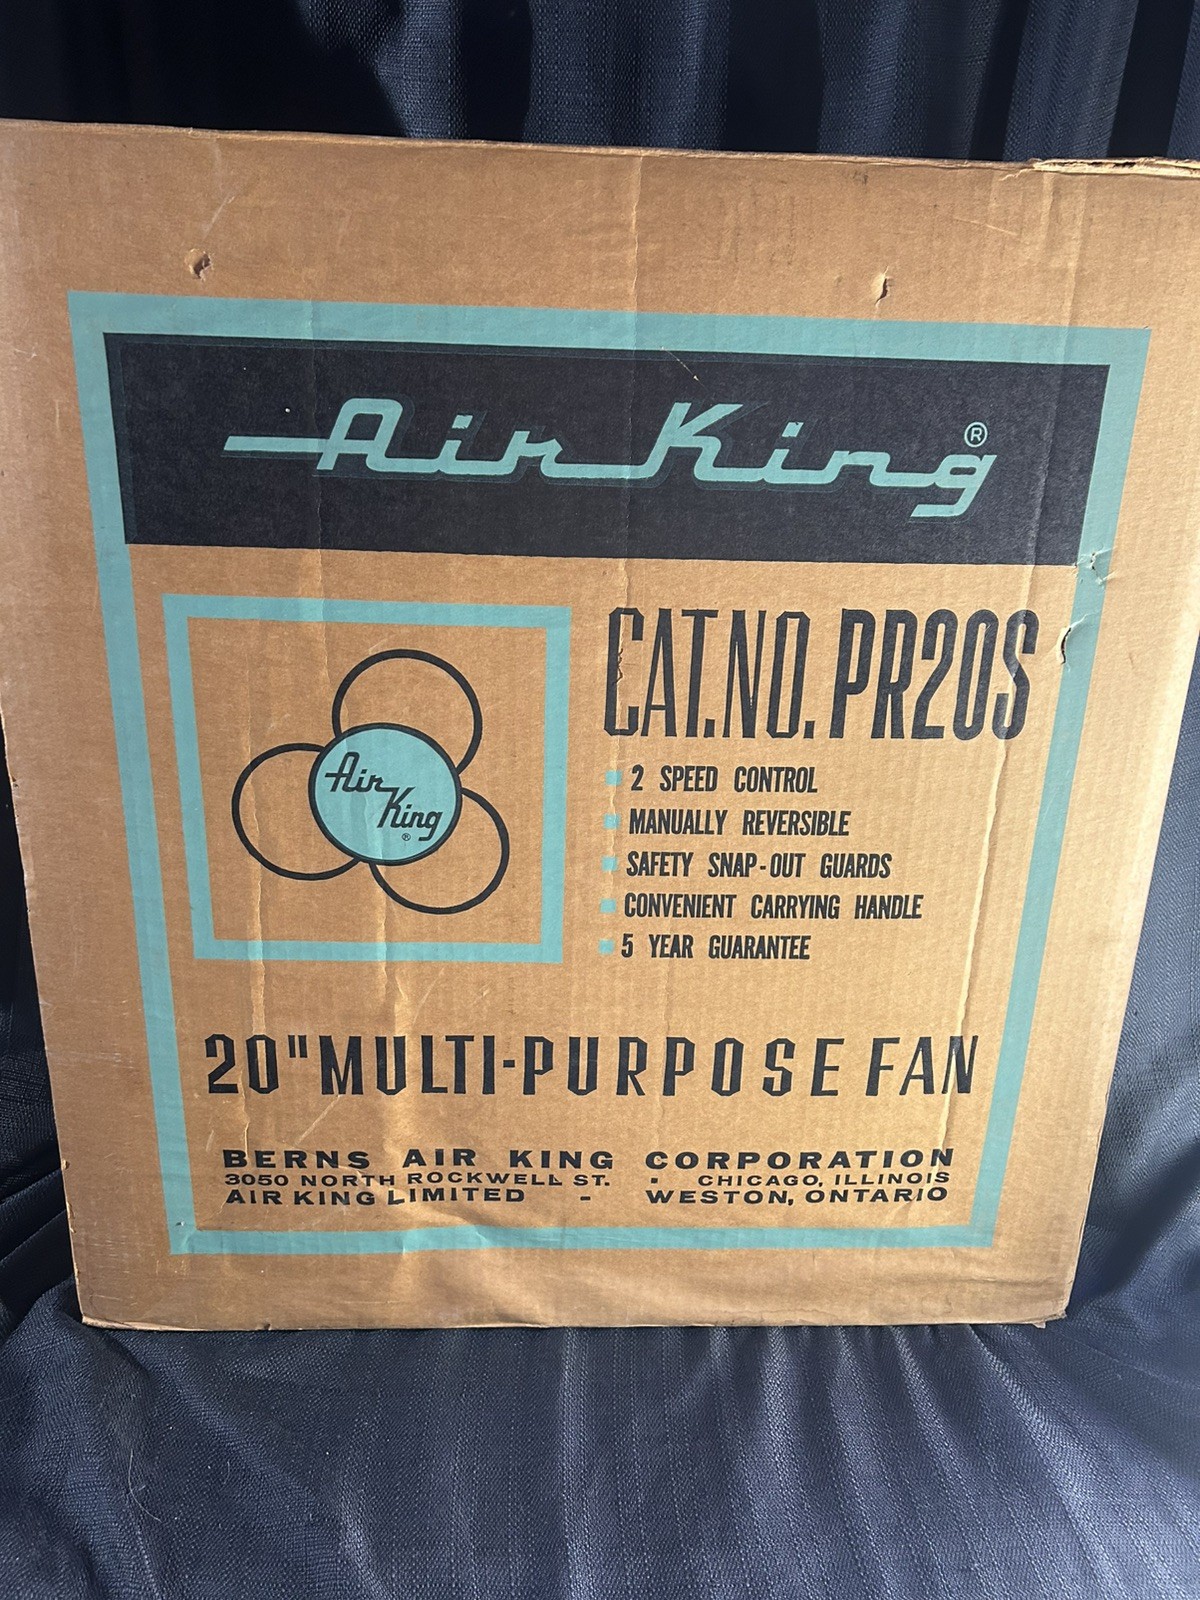 Air King ®
CAT. NO. PR20S
Air
King
®
2 SPEED CONTROL
MANUALLY REVERSIBLE
SAFETY SNAP-OUT GUARDS
CONVENIENT CARRYING HANDLE
5 YEAR GUARANTEE
20" MULTI-PURPOSE FAN
BERNS AIR KING CORPORATION
3050 NORTH ROCKWELL ST. • CHICAGO, ILLINOIS
AIR KING LIMITED - WESTON, ONTARIO